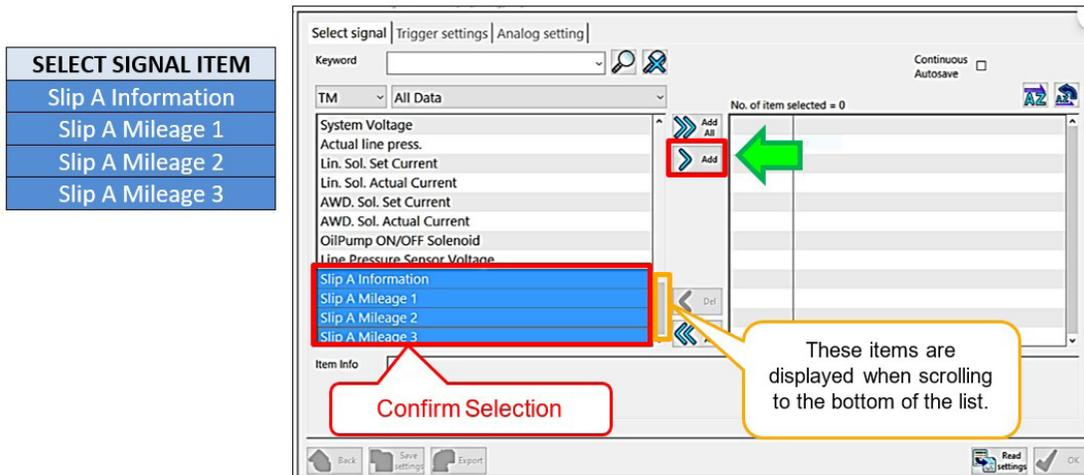 SELECT SIGNAL ITEM
Slip A Information
Slip A Mileage 1
Slip A Mileage 2
Slip A Mileage 3
Select signal
Trigger settings
Analog setting
Keyword
Continuous
Autosave
TM
All Data
No. of item selected = 0
System Voltage
Actual line press.
Lin. Sol. Set Current
Lin. Sol. Actual Current
AWD. Sol. Set Current
AWD. Sol. Actual Current
OilPump ON/OFF Solenoid
Line Pressure Sensor Voltage
Slip A Information
Slip A Mileage 1
Slip A Mileage 2
Slip A Mileage 3
Add
All
Add
Del
Item Info
Confirm Selection
These items are
displayed when scrolling
to the bottom of the list.
Back
Save
settings
Export
Read
settings
OK